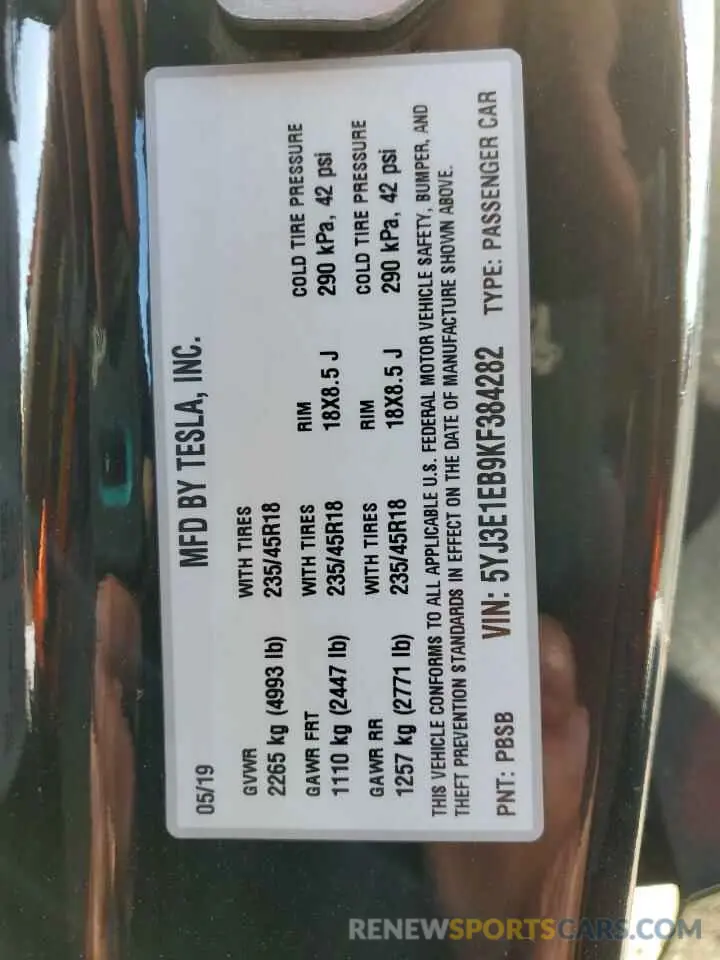 MFD BY TESLA, INC.
05/19
GVWR WITH TIRES COLD TIRE PRESSURE
2265 kg (4993 lb) 235/45R18
GAWR FRT WITH TIRES RIM COLD TIRE PRESSURE
1110 kg (2447 lb) 235/45R18 18X8.5 J 290 kPa, 42 psi
GAWR RR WITH TIRES RIM COLD TIRE PRESSURE
1257 kg (2771 lb) 235/45R18 18X8.5 J 290 kPa, 42 psi
THIS VEHICLE CONFORMS TO ALL APPLICABLE U.S. FEDERAL MOTOR VEHICLE SAFETY, BUMPER, AND
THEFT PREVENTION STANDARDS IN EFFECT ON THE DATE OF MANUFACTURE SHOWN ABOVE.
PNT: PBSB VIN: 5YJ3E1EB9KF384282 TYPE: PASSENGER CAR
RENEWSPORTSCARS.COM